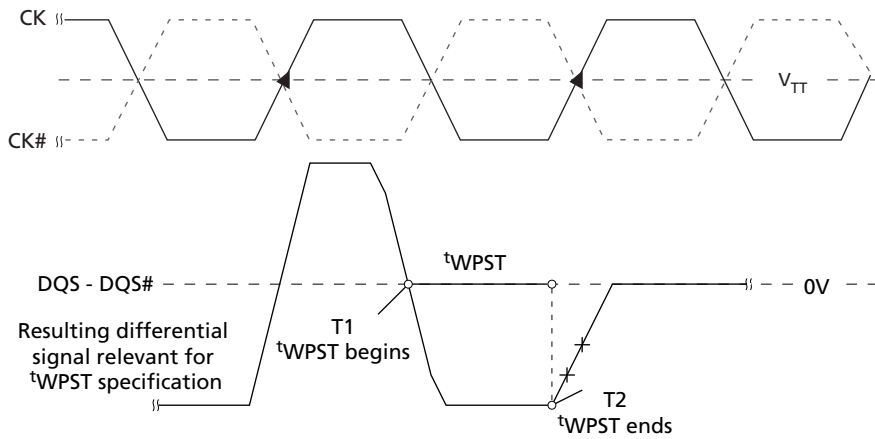 CK
V_TT
CK#
tWPST
DQS - DQS#
0V
Resulting differential
signal relevant for
tWPST specification
T1
tWPST begins
T2
tWPST ends